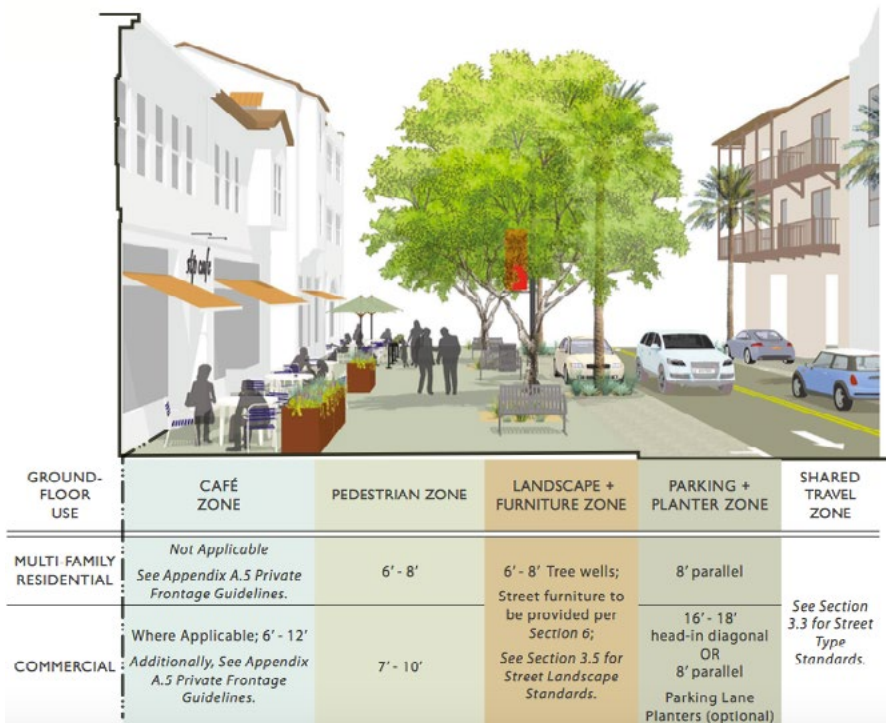 stp café
GROUND-
FLOOR
USE
CAFÉ
ZONE
PEDESTRIAN ZONE
LANDSCAPE +
FURNITURE ZONE
PARKING +
PLANTER ZONE
SHARED
TRAVEL
ZONE
MULTI-FAMILY
RESIDENTIAL
Not Applicable
See Appendix A.5 Private
Frontage Guidelines.
6' - 8'
6' - 8' Tree wells;
Street furniture to
be provided per
Section 6;
See Section 3.5 for
Street Landscape
Standards.
8' parallel
See Section
3.3 for Street
Type
Standards.
COMMERCIAL
Where Applicable; 6' - 12'
Additionally, See Appendix
A.5 Private Frontage
Guidelines.
7' - 10'
16' - 18'
head-in diagonal
OR
8' parallel
Parking Lane
Planters (optional)